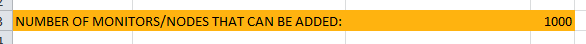 NUMBER OF MONITORS/NODES THAT CAN BE ADDED: 1000